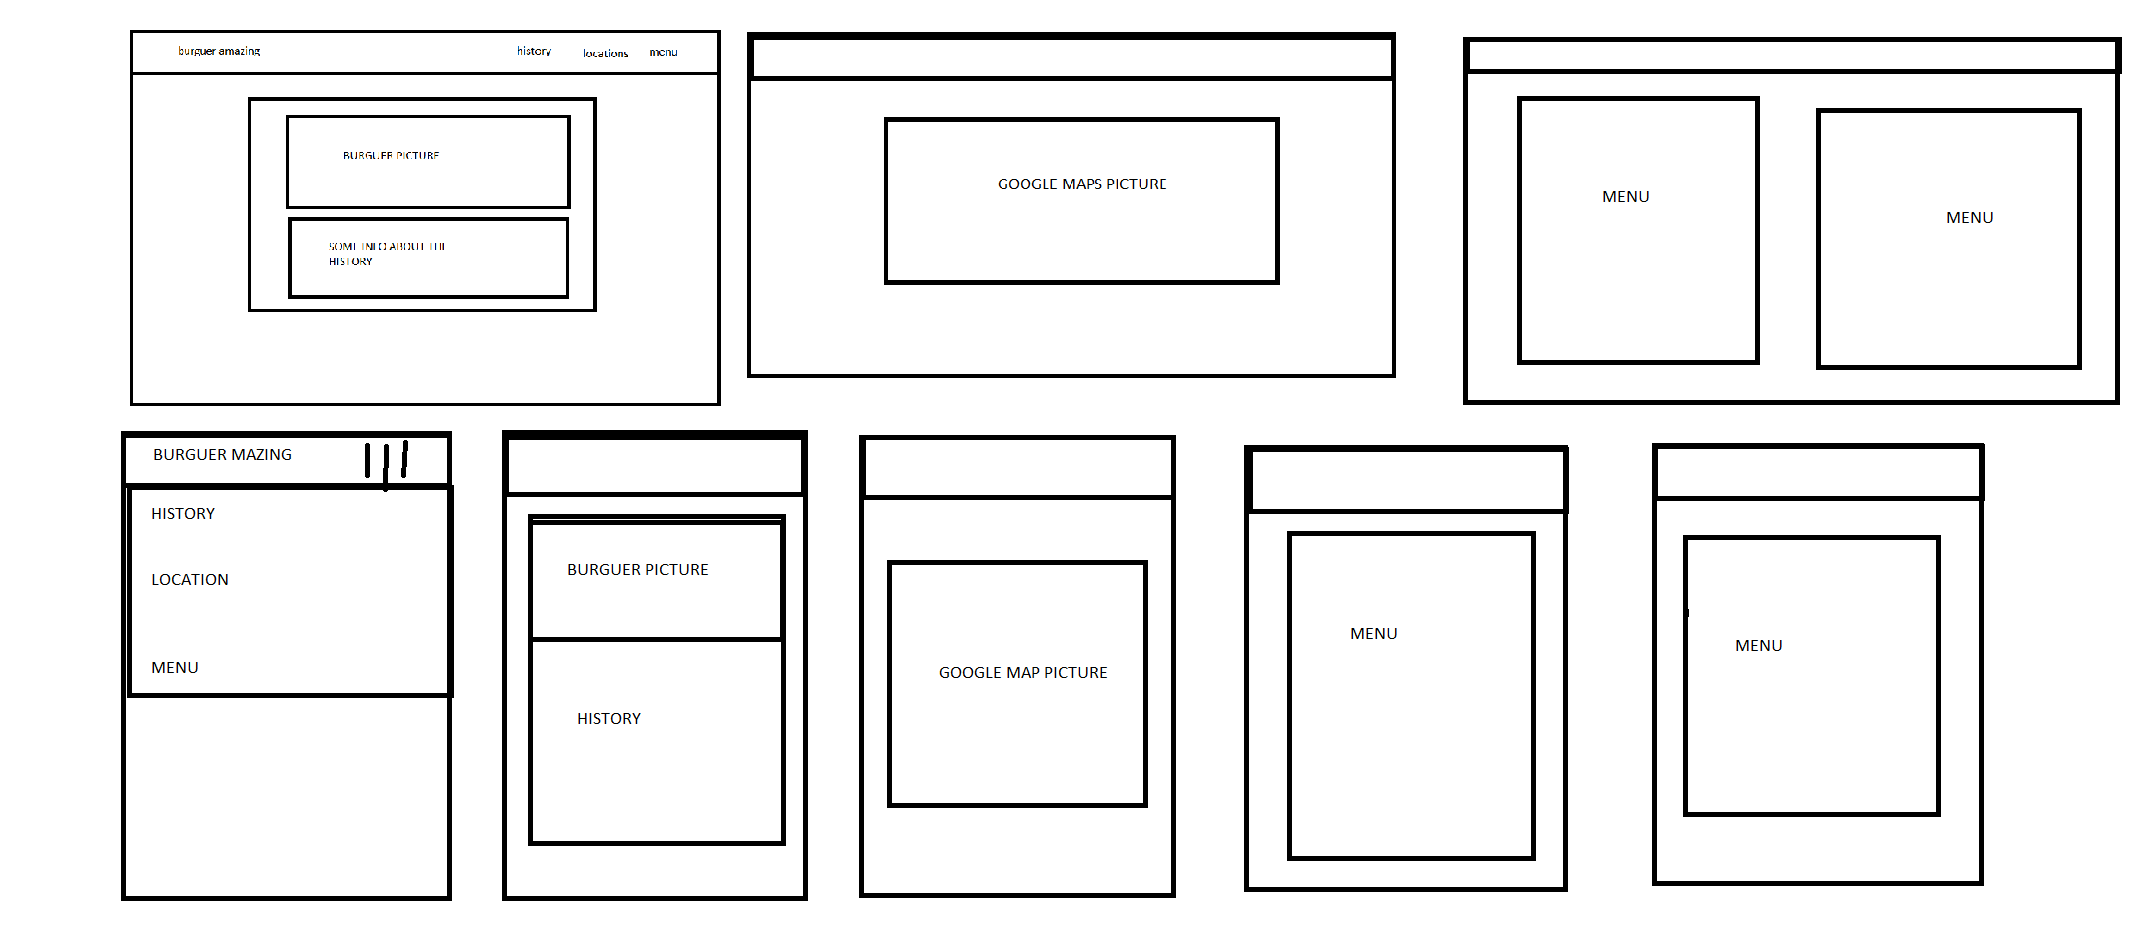 burguer amazing
history
locations
menu
BURGUER PICTURE
SOME INFO ABOUT THE
HISTORY
GOOGLE MAPS PICTURE
MENU
MENU
BURGUER MAZING
HISTORY
LOCATION
MENU
BURGUER PICTURE
HISTORY
GOOGLE MAP PICTURE
MENU
MENU